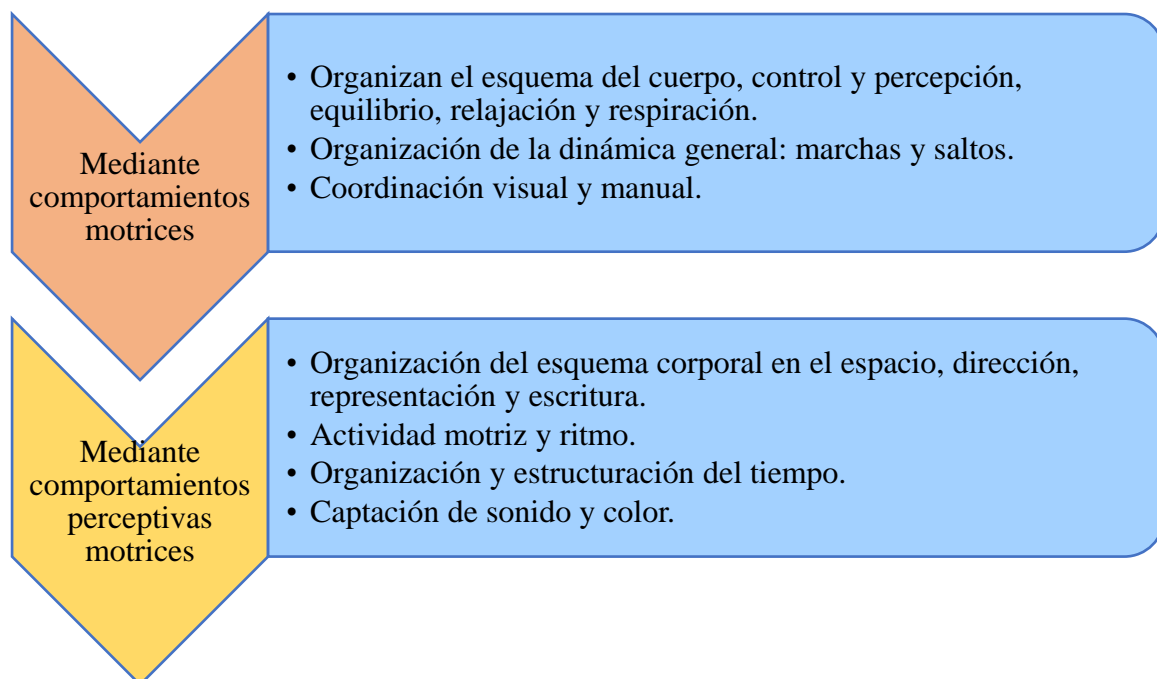 Mediante
comportamientos
motrices
• Organizan el esquema del cuerpo, control y percepción,
equilibrio, relajación y respiración.
• Organización de la dinámica general: marchas y saltos.
• Coordinación visual y manual.
Mediante
comportamientos
perceptivas
motrices
• Organización del esquema corporal en el espacio, dirección,
representación y escritura.
• Actividad motriz y ritmo.
• Organización y estructuración del tiempo.
• Captación de sonido y color.